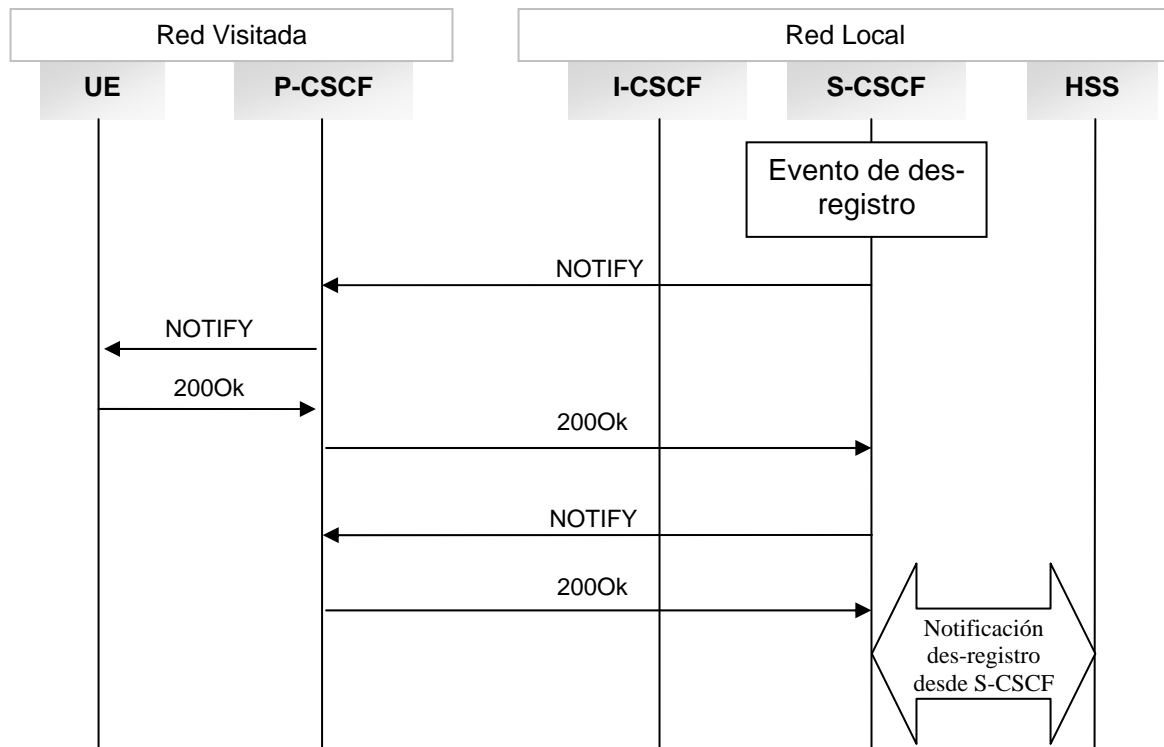 Red Visitada
Red Local
UE
P-CSCF
I-CSCF
S-CSCF
HSS
Evento de des-
registro
NOTIFY
NOTIFY
200Ok
200Ok
NOTIFY
200Ok
Notificación
des-registro
desde S-CSCF